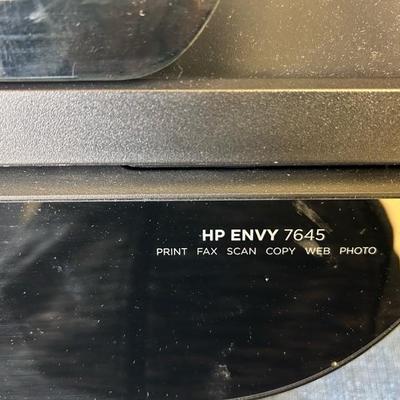 HP ENVY 7645
PRINT FAX SCAN COPY WEB PHOTO